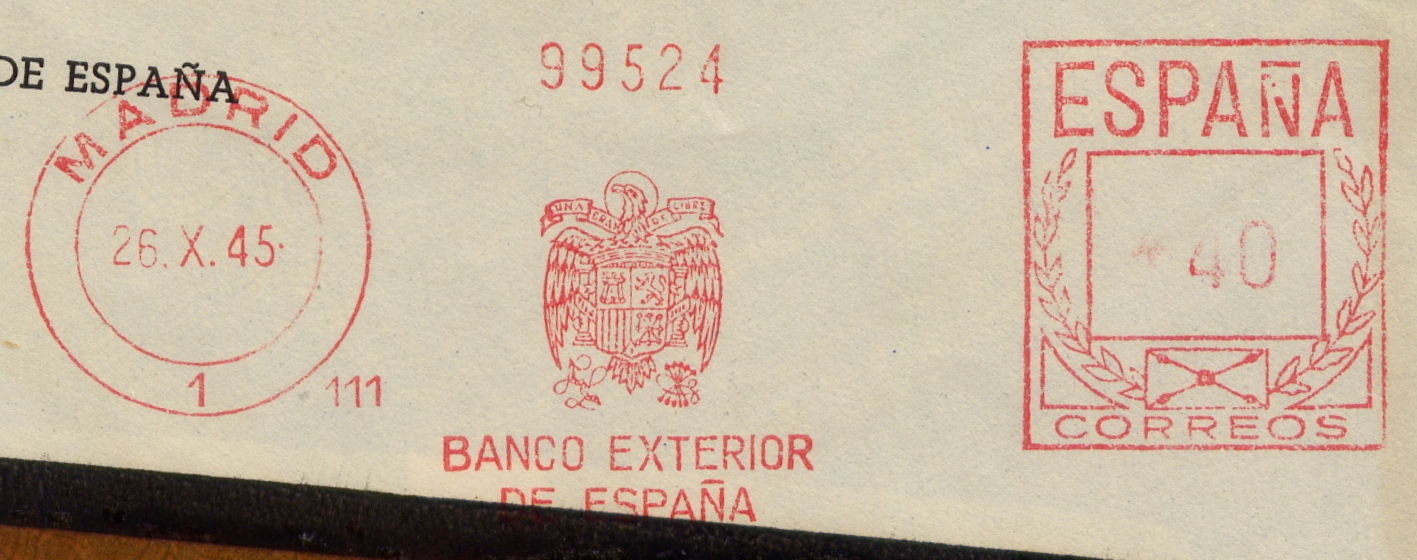 DE ESPAÑA
MADRID
26.X.45
1
111
99524
UNA GRANDE LIBRE
BANCO EXTERIOR
DE ESPAÑA
ESPAÑA
40
CORREOS